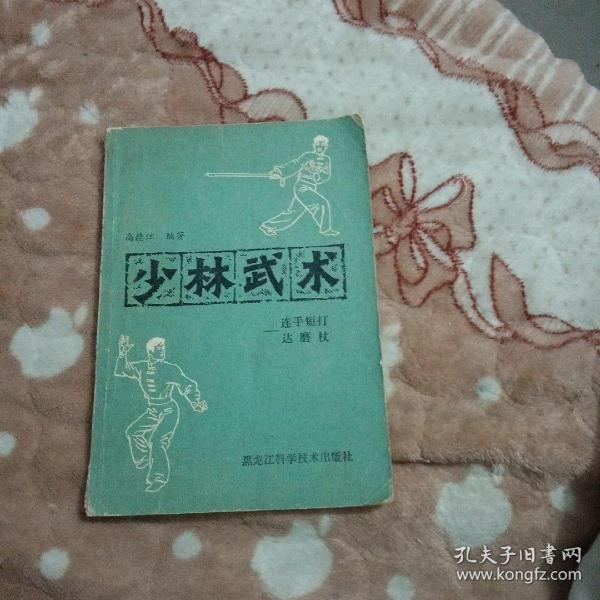 高德江 编著
少林武术
——连手短打
达磨杖
黑龙江科学技术出版社
孔夫子旧书网
www.kongfz.com